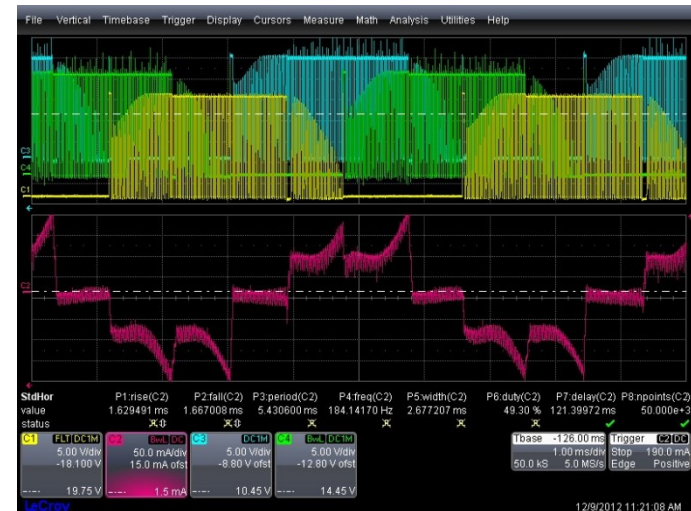 File Vertical Timebase Trigger Display Cursors Measure Math Analysis Utilities Help
C3
C4
C1
C2
StdHor P1:rise(C2) P2:fall(C2) P3:period(C2) P4:freq(C2) P5:width(C2) P6:duty(C2) P7:delay(C2) P8:npoints(C2)
value 1.629491 ms 1.667008 ms 5.430600 ms 184.14170 Hz 2.677207 ms 49.30 % 121.39972 ms 50.000e+3
status
C1 FLT DC1M C2 BwL DC C3 DC1M C4 BwL DC1M Tbase -126.00 ms Trigger C2 DC
5.00 V/div 50.0 mA/div 5.00 V/div 5.00 V/div 1.00 ms/div Stop 190.0 mA
-18.100 V 15.0 mA ofst -8.80 V ofst -12.80 V ofst 50.0 kS 5.0 MS/s Edge Positive
19.75 V 1.5 mA 10.45 V 14.45 V
LeCroy 12/9/2012 11:21:08 AM